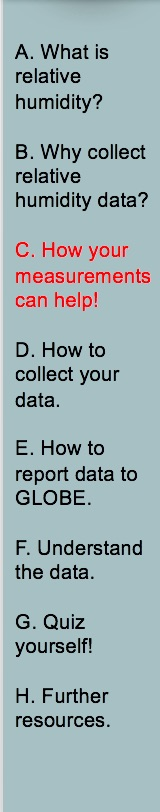 A. What is
relative
humidity?
B. Why collect
relative
humidity data?
C. How your
measurements
can help!
D. How to
collect your
data.
E. How to
report data to
GLOBE.
F. Understand
the data.
G. Quiz
yourself!
H. Further
resources.